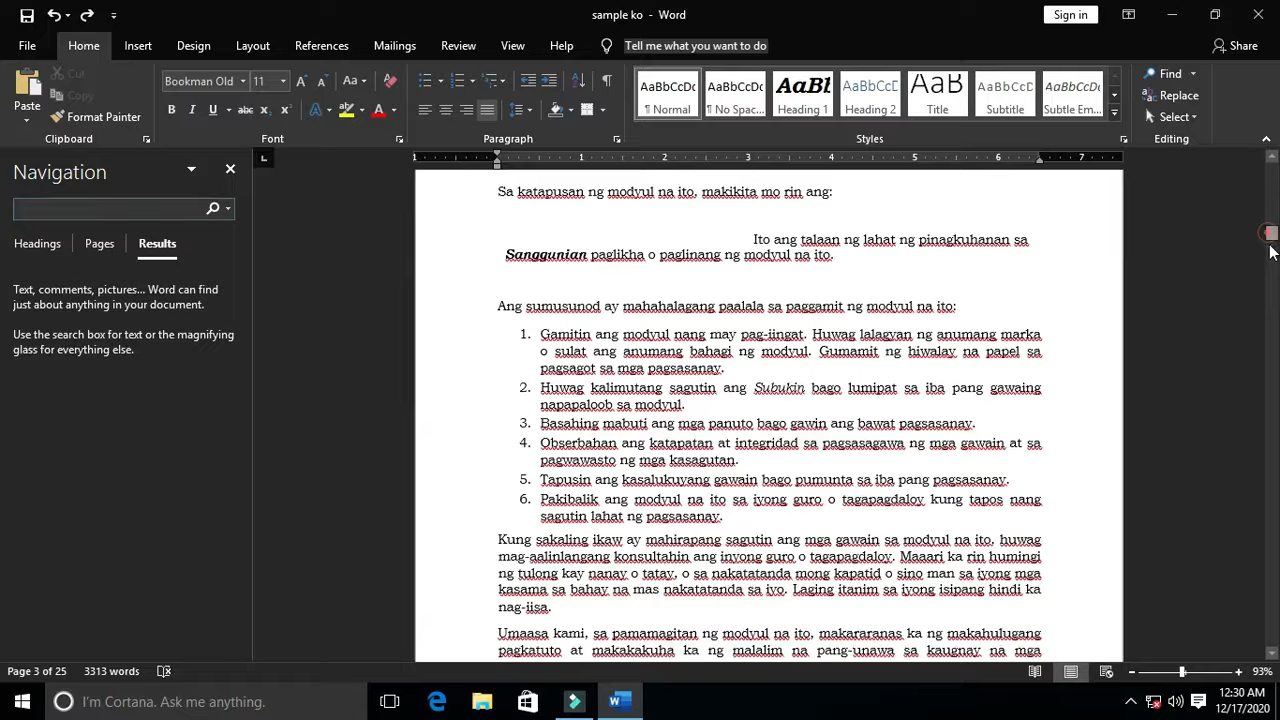 sample ko - Word
Sign in
File Home Insert Design Layout References Mailings Review View Help Tell me what you want to do Share
Paste
Cut
Copy
Format Painter
Clipboard
Bookman Old 11
B I U abc X₂ X²
Font
Paragraph
AaBbCcDc AaBbCcDc AaBb AaBbCcD AaB AaBbCcD AaBbCcDc
¶ Normal ¶ No Spac... Heading 1 Heading 2 Title Subtitle Subtle Em...
Styles
Find
Replace
Select
Editing
Navigation
Headings Pages Results
Text, comments, pictures... Word can find
just about anything in your document.
Use the search box for text or the magnifying
glass for everything else.
1 1 2 3 4 5 6 7
Sa katapusan ng modyul na ito, makikita mo rin ang:
Ito ang talaan ng lahat ng pinagkuhanan sa
Sanggunian paglikha o paglinang ng modyul na ito.
Ang sumusunod ay mahahalagang paalala sa paggamit ng modyul na ito:
1. Gamitin ang modyul nang may pag-iingat. Huwag lalagyan ng anumang marka
o sulat ang anumang bahagi ng modyul. Gumamit ng hiwalay na papel sa
pagsagot sa mga pagsasanay.
2. Huwag kalimutang sagutin ang Subukin bago lumipat sa iba pang gawaing
napapaloob sa modyul.
3. Basahing mabuti ang mga panuto bago gawin ang bawat pagsasanay.
4. Obserbahan ang katapatan at integridad sa pagsasagawa ng mga gawain at sa
pagwawasto ng mga kasagutan.
5. Tapusin ang kasalukuyang gawain bago pumunta sa iba pang pagsasanay.
6. Pakibalik ang modyul na ito sa iyong guro o tagapagdaloy kung tapos nang
sagutin lahat ng pagsasanay.
Kung sakaling ikaw ay mahirapang sagutin ang mga gawain sa modyul na ito, huwag
mag-aalinlangang konsultahin ang inyong guro o tagapagdaloy. Maaari ka rin humingi
ng tulong kay nanay o tatay, o sa nakatatanda mong kapatid o sino man sa iyong mga
kasama sa bahay na mas nakatatanda sa iyo. Laging itanim sa iyong isipang hindi ka
nag-iisa.
Umaasa kami, sa pamamagitan ng modyul na ito, makararanas ka ng makahulugang
pagkatuto at makakakuha ka ng malalim na pang-unawa sa kaugnay na mga
Page 3 of 25 3313 words 93%
I'm Cortana. Ask me anything.
12:30 AM
12/17/2020